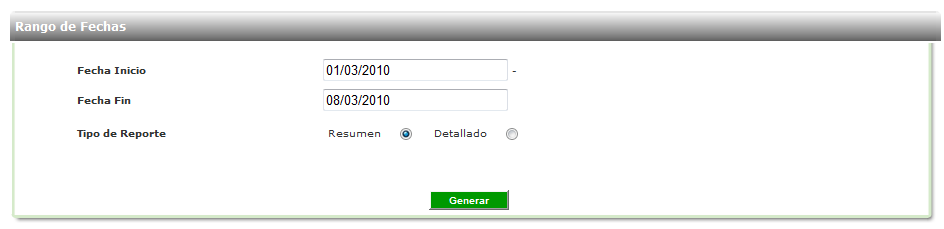 Rango de Fechas
Fecha Inicio 01/03/2010 -
Fecha Fin 08/03/2010
Tipo de Reporte Resumen Detallado
Generar